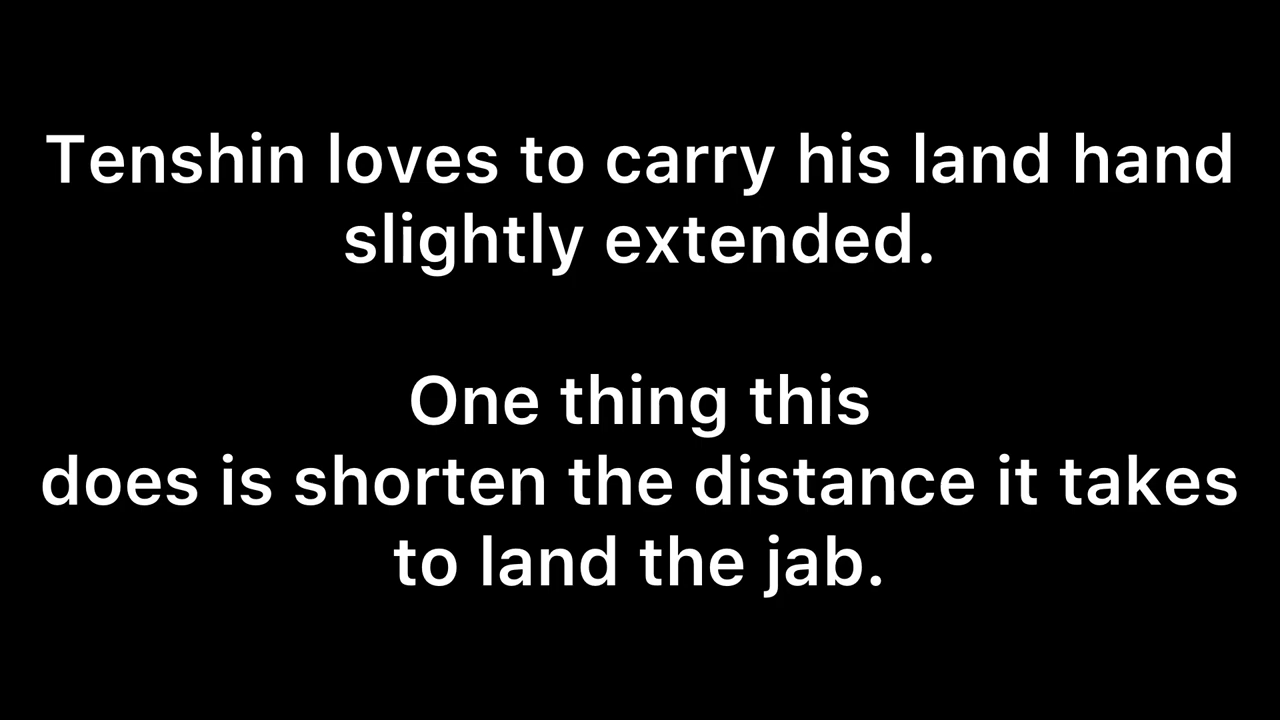 Tenshin loves to carry his land hand
slightly extended.
One thing this
does is shorten the distance it takes
to land the jab.